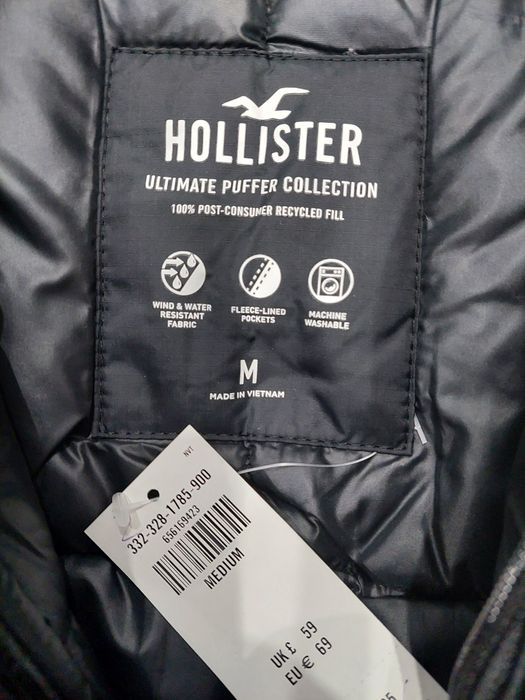 HOLLISTER
ULTIMATE PUFFER COLLECTION
100% POST-CONSUMER RECYCLED FILL
WIND & WATER
RESISTANT
FABRIC
FLEECE-LINED
POCKETS
MACHINE
WASHABLE
M
MADE IN VIETNAM
NVT
332-328-1785-900
656169423
MEDIUM
UK £ 59
EU € 69